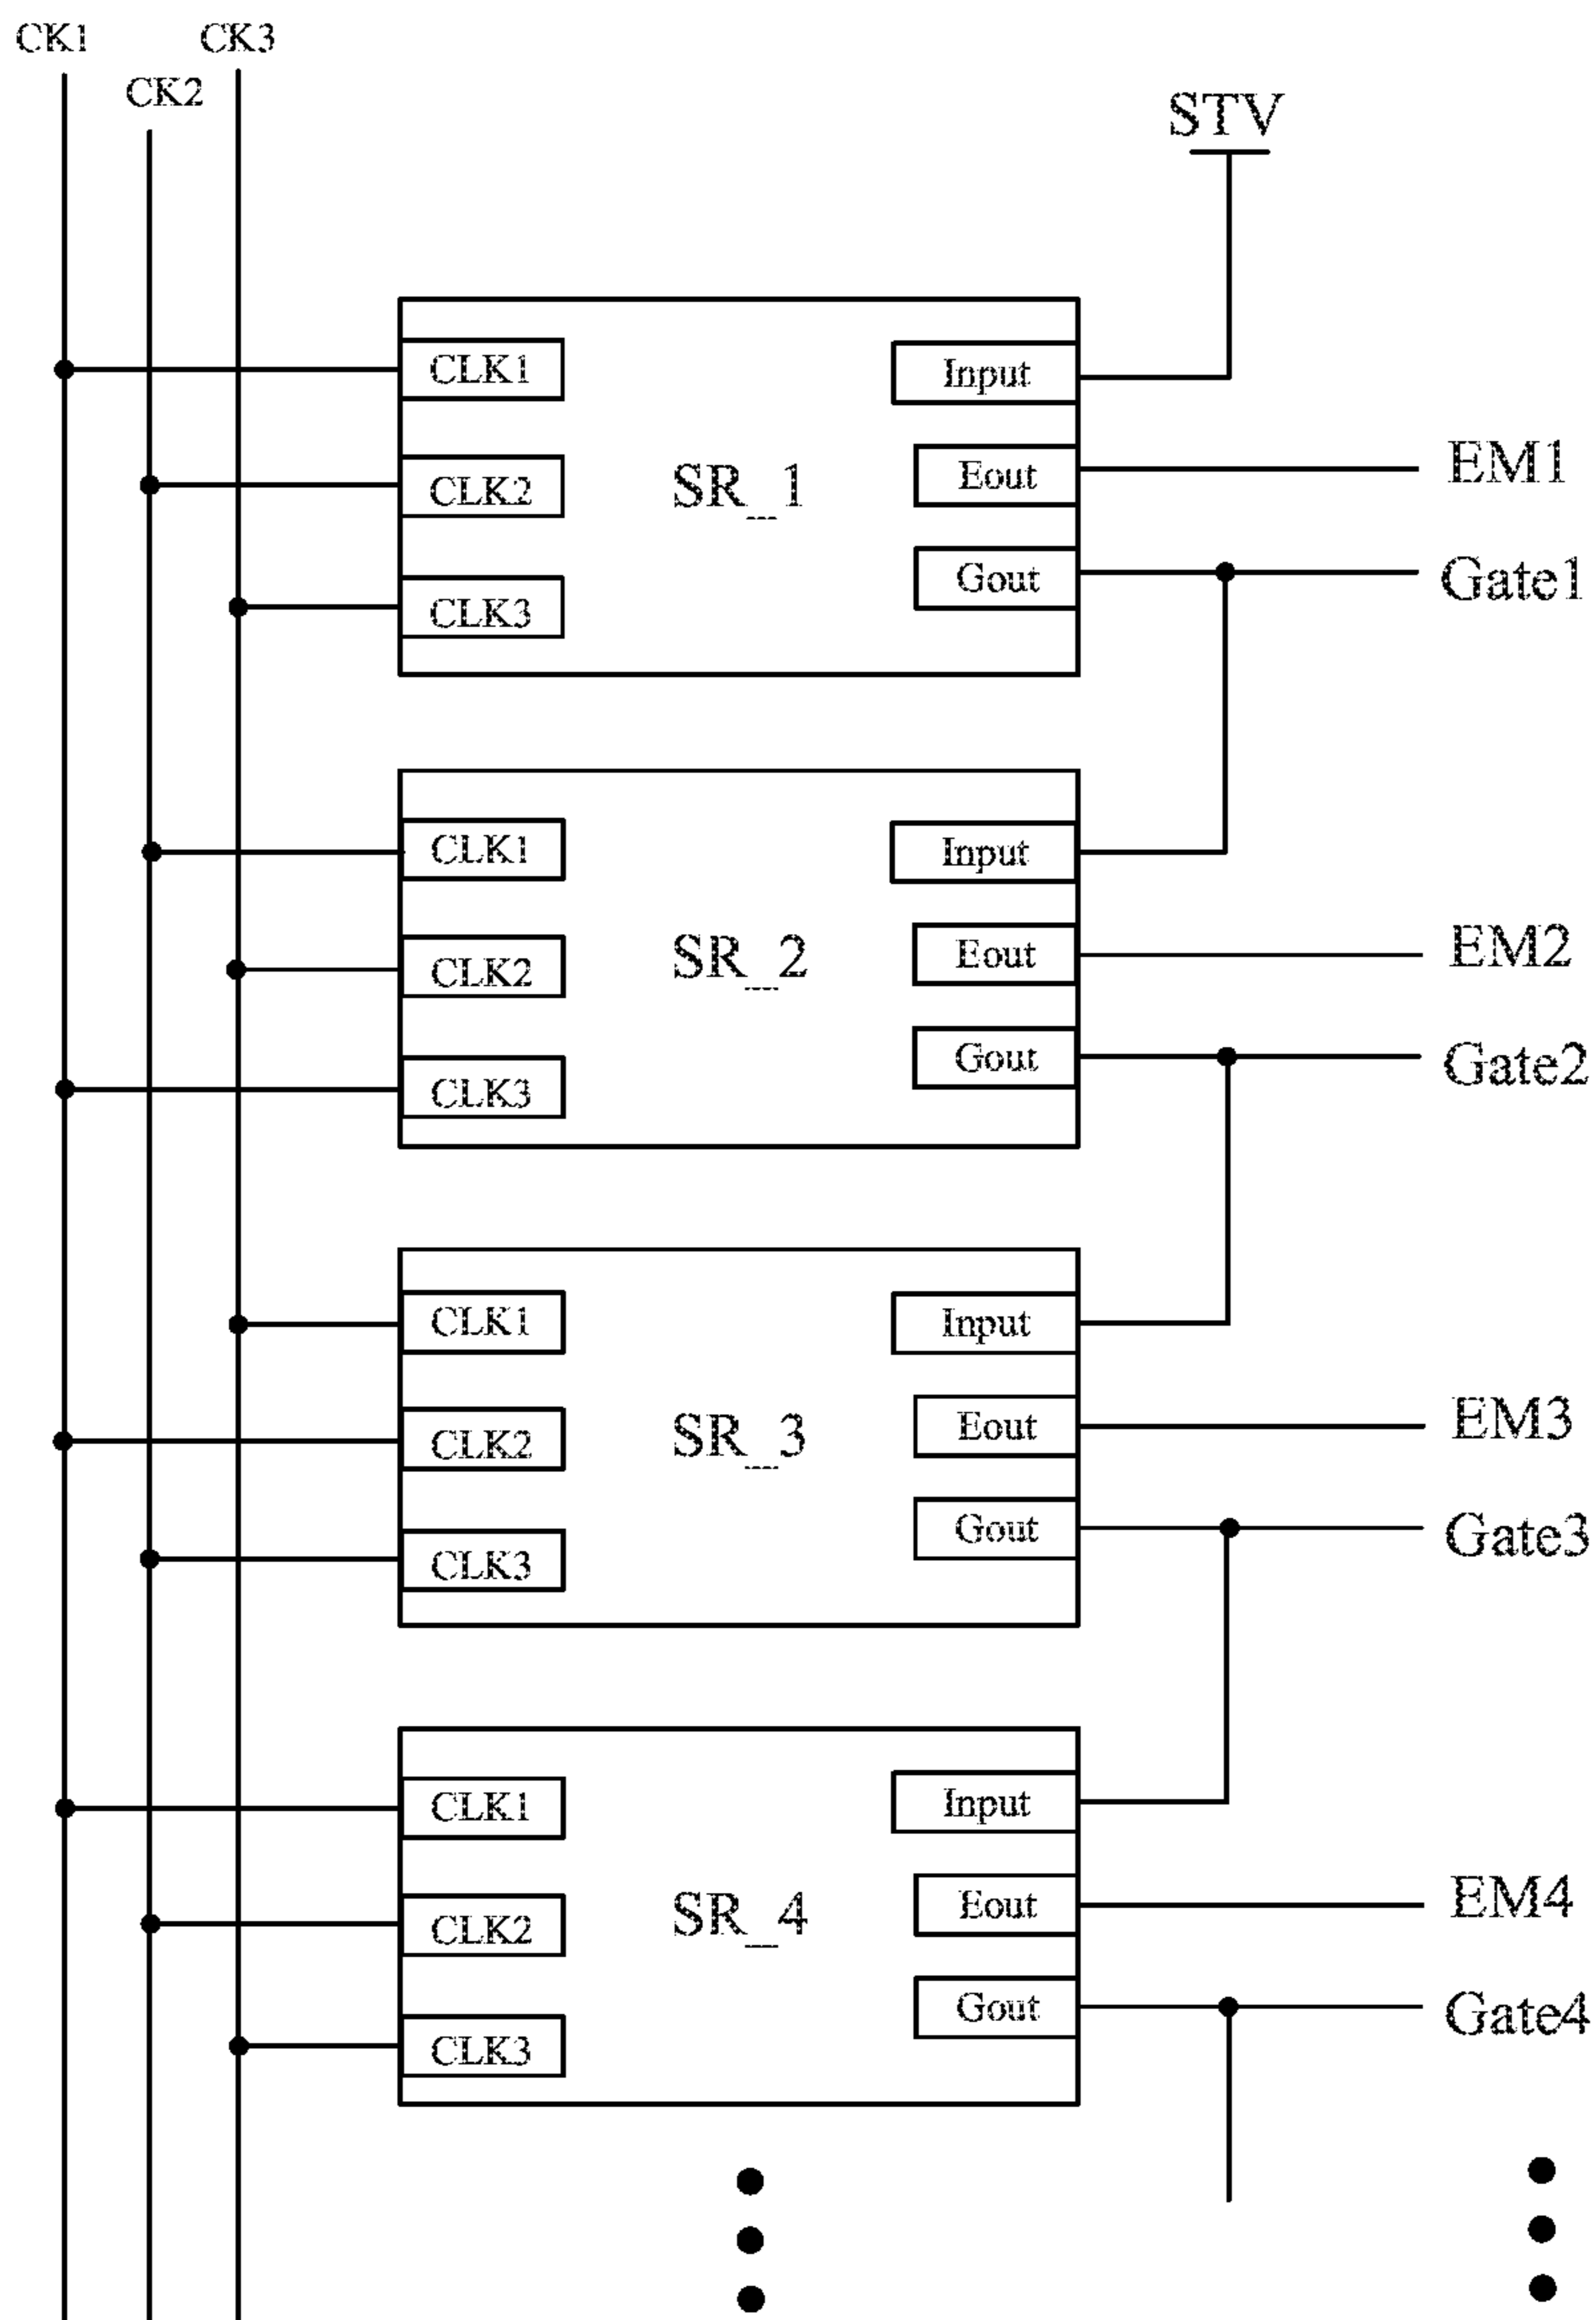 CK1
CK3
CK2
STV
CLK1
Input
CLK2
SR_1
Eout
EM1
CLK3
Gout
Gate1
CLK1
Input
CLK2
SR_2
Eout
EM2
CLK3
Gout
Gate2
CLK1
Input
CLK2
SR_3
Eout
EM3
CLK3
Gout
Gate3
CLK1
Input
CLK2
SR_4
Eout
EM4
CLK3
Gout
Gate4